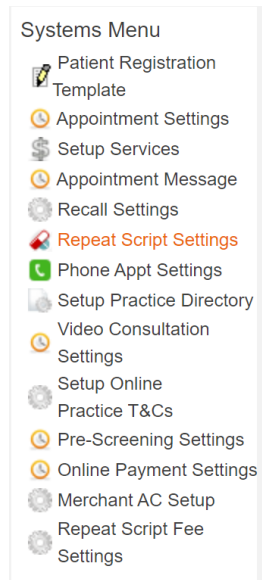 Systems Menu
Patient Registration
Template
Appointment Settings
Setup Services
Appointment Message
Recall Settings
Repeat Script Settings
Phone Appt Settings
Setup Practice Directory
Video Consultation
Settings
Setup Online
Practice T&Cs
Pre-Screening Settings
Online Payment Settings
Merchant AC Setup
Repeat Script Fee
Settings